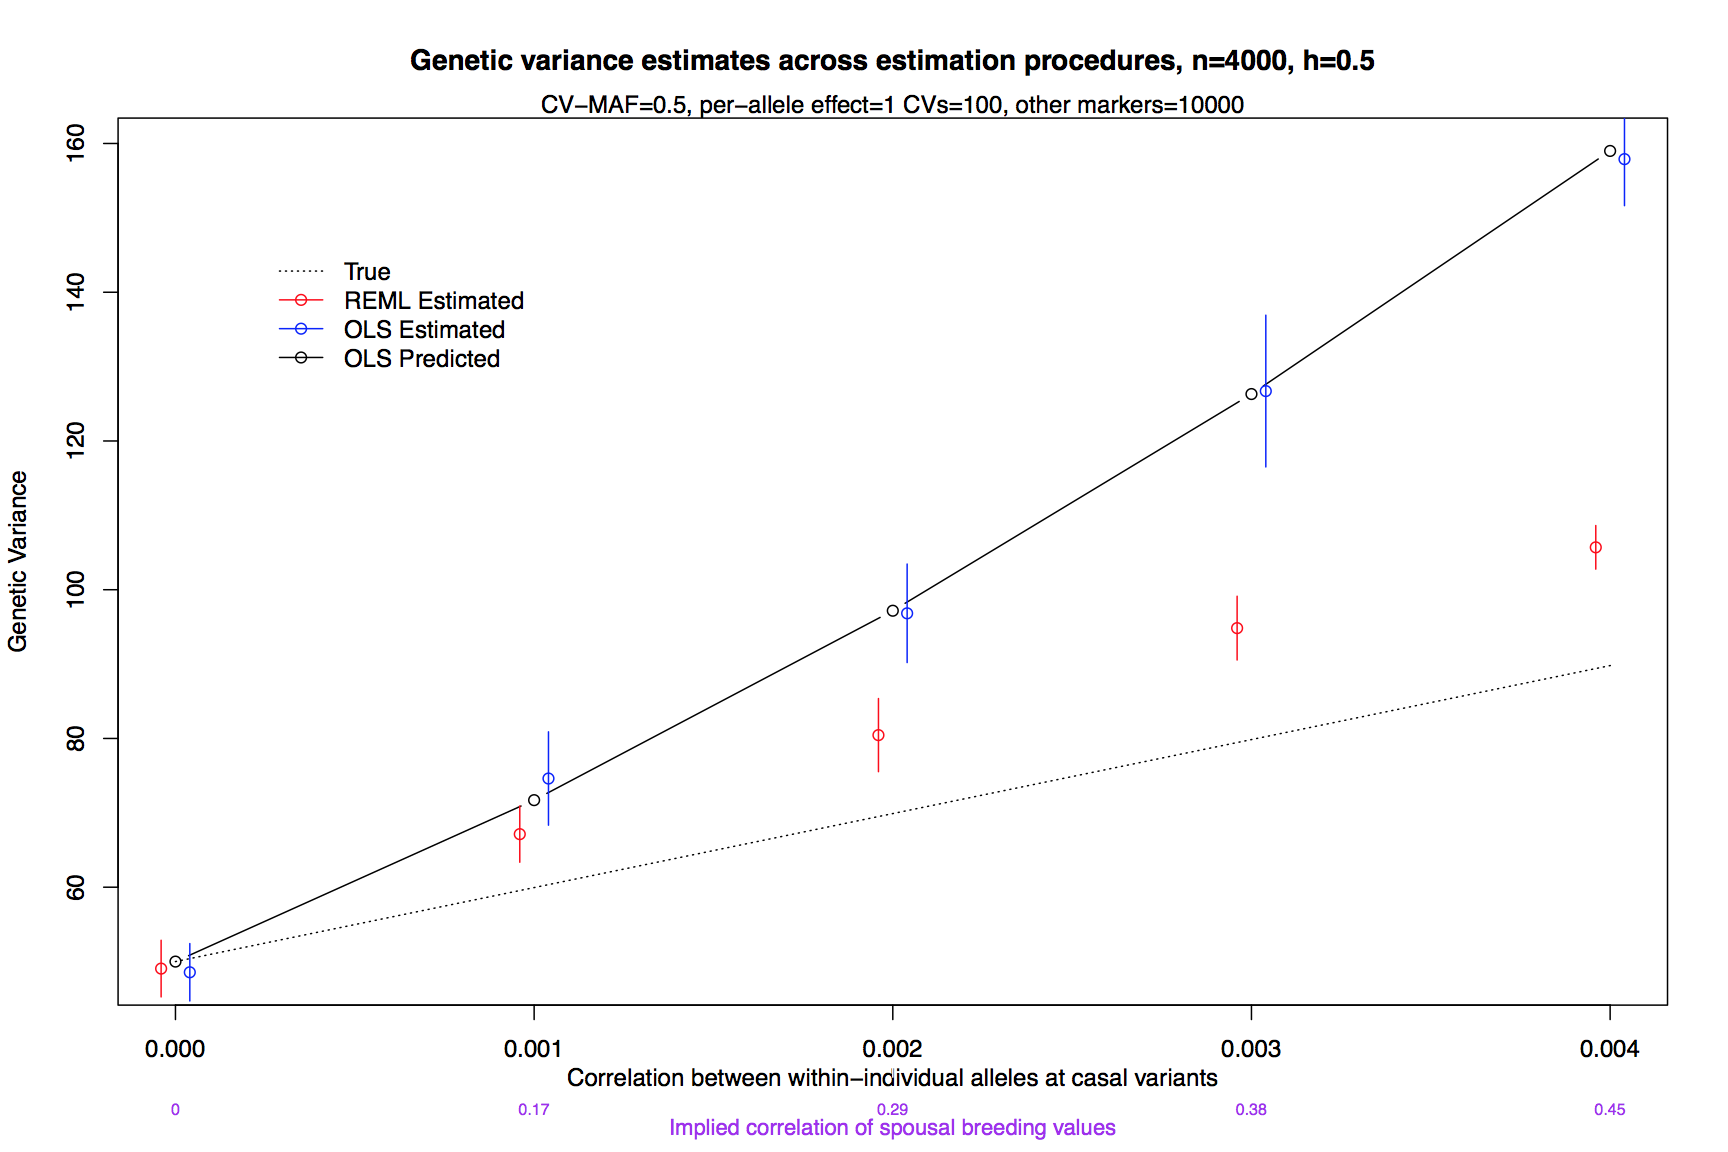 Genetic variance estimates across estimation procedures, n=4000, h=0.5
CV−MAF=0.5, per−allele effect=1 CVs=100, other markers=10000
160
140
120
100
80
60
Genetic Variance
True
REML Estimated
OLS Estimated
OLS Predicted
0.000 0.001 0.002 0.003 0.004
Correlation between within−individual alleles at casal variants
0 0.17 0.29 0.38 0.45
Implied correlation of spousal breeding values